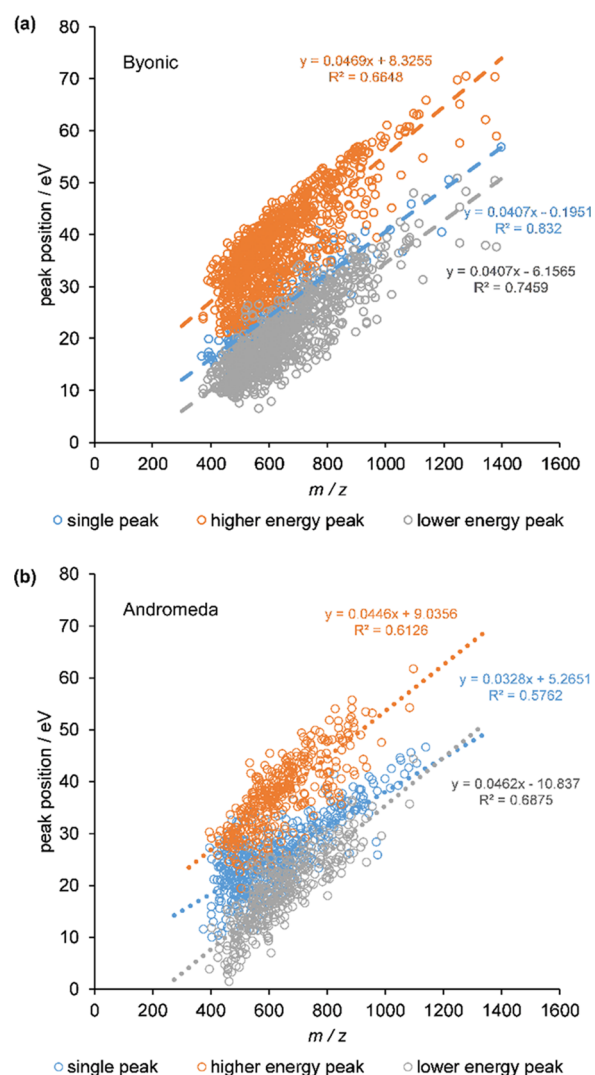 (a)
Byonic
y = 0.0469x + 8.3255
R² = 0.6648
y = 0.0407x - 0.1951
R² = 0.832
y = 0.0407x - 6.1565
R² = 0.7459
peak position / eV
80
70
60
50
40
30
20
10
0
0 200 400 600 800 1000 1200 1400 1600
m / z
single peak higher energy peak lower energy peak
(b)
Andromeda
y = 0.0446x + 9.0356
R² = 0.6126
y = 0.0328x + 5.2651
R² = 0.5762
y = 0.0462x - 10.837
R² = 0.6875
peak position / eV
80
70
60
50
40
30
20
10
0
0 200 400 600 800 1000 1200 1400 1600
m / z
single peak higher energy peak lower energy peak